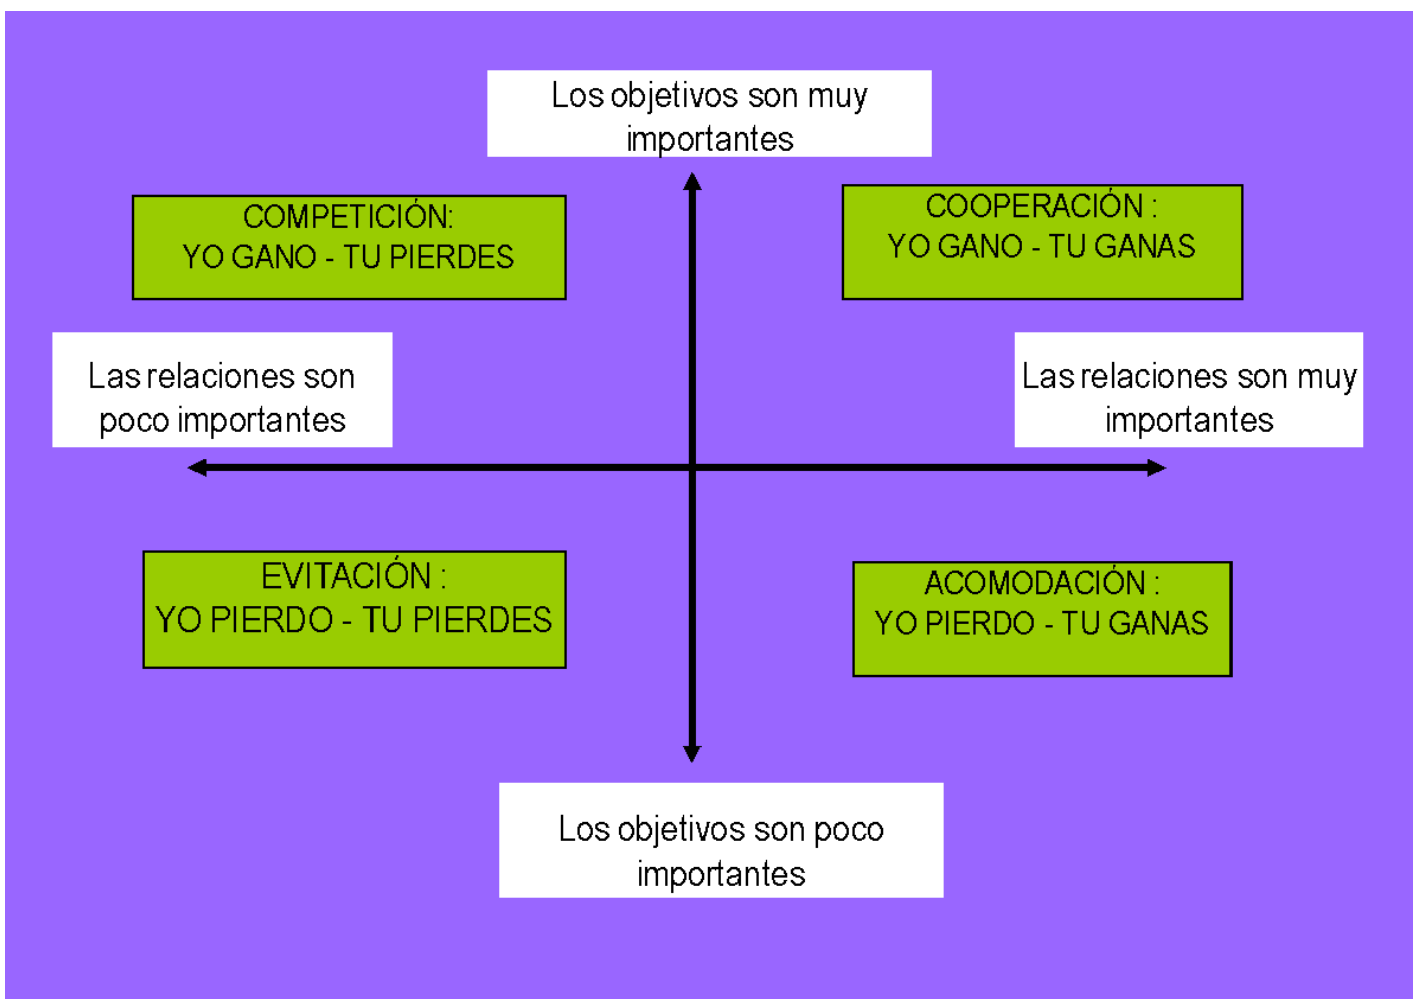 Los objetivos son muy
importantes
COMPETICIÓN:
YO GANO - TU PIERDES
COOPERACIÓN :
YO GANO - TU GANAS
Las relaciones son
poco importantes
Las relaciones son muy
importantes
EVITACIÓN :
YO PIERDO - TU PIERDES
ACOMODACIÓN :
YO PIERDO - TU GANAS
Los objetivos son poco
importantes